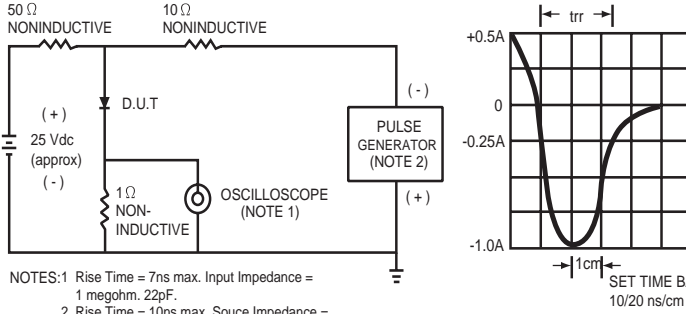 50 Ω
NONINDUCTIVE
10 Ω
NONINDUCTIVE
( + )
25 Vdc
(approx)
( - )
D.U.T
1 Ω
NON-
INDUCTIVE
OSCILLOSCOPE
(NOTE 1)
( - )
PULSE
GENERATOR
(NOTE 2)
( + )
trr
+0.5A
0
-0.25A
-1.0A
1cm
SET TIME B
10/20 ns/cm
NOTES:1 Rise Time = 7ns max. Input Impedance =
1 megohm. 22pF.
2. Rise Time = 10ns max. Souce Impedance =